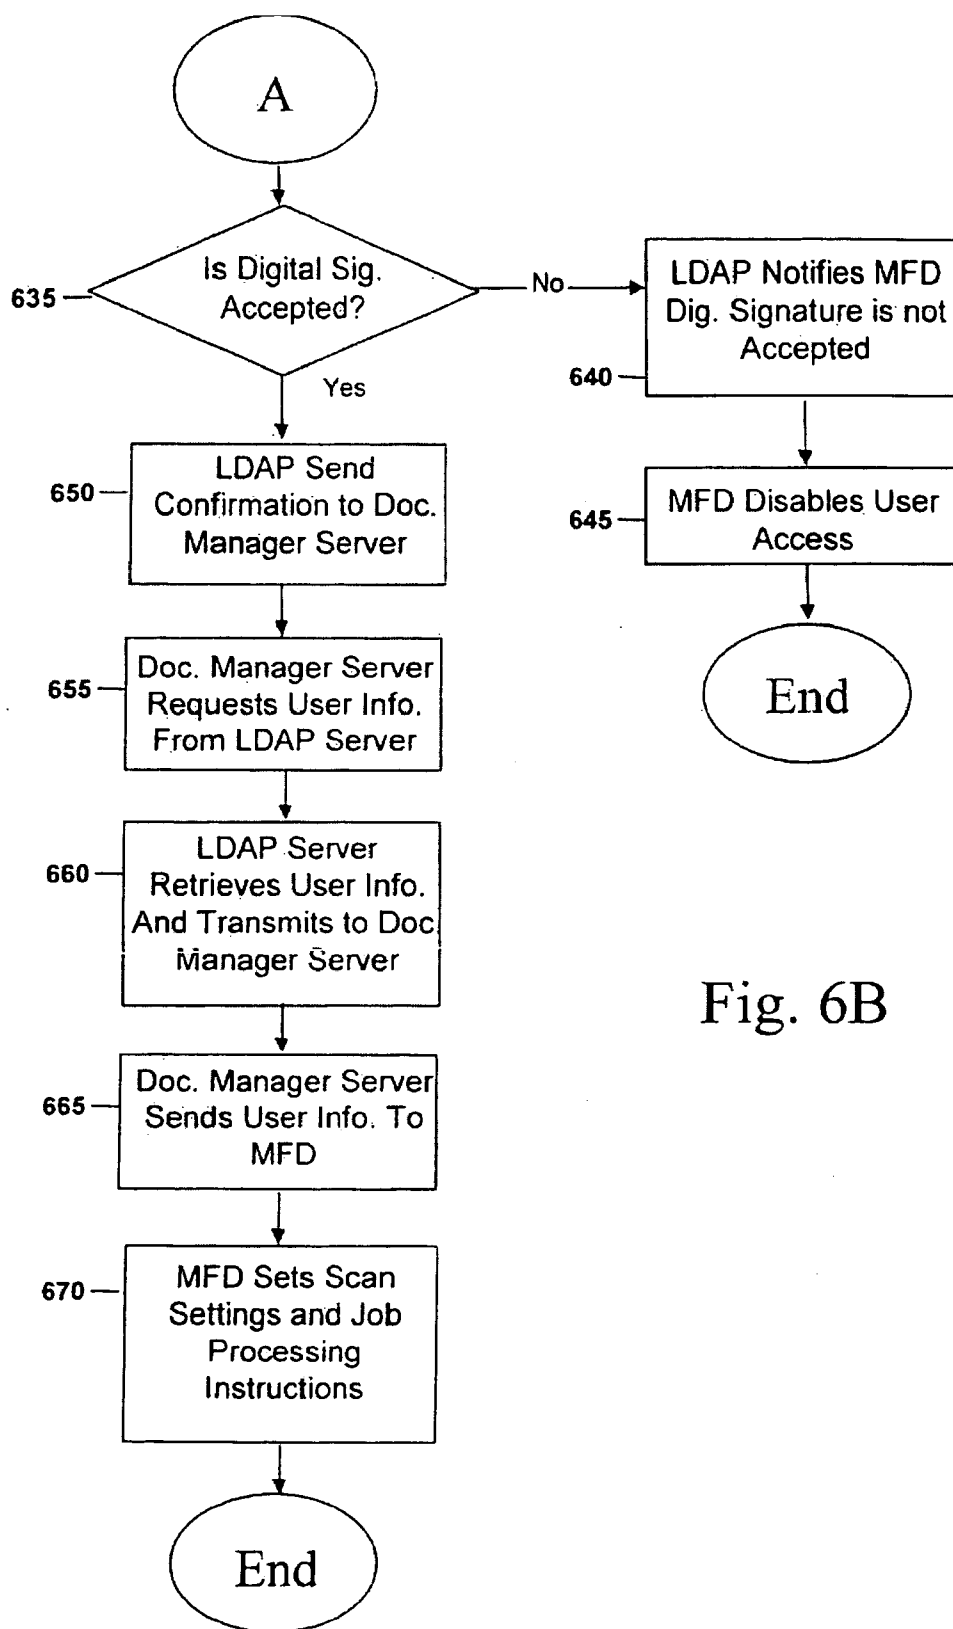 A
Is Digital Sig.
Accepted?
635
No
Yes
LDAP Notifies MFD
Dig. Signature is not
Accepted
640
MFD Disables User
Access
645
End
LDAP Send
Confirmation to Doc.
Manager Server
650
Doc. Manager Server
Requests User Info.
From LDAP Server
655
LDAP Server
Retrieves User Info.
And Transmits to Doc.
Manager Server
660
Doc. Manager Server
Sends User Info. To
MFD
665
MFD Sets Scan
Settings and Job
Processing
Instructions
670
End
Fig. 6B